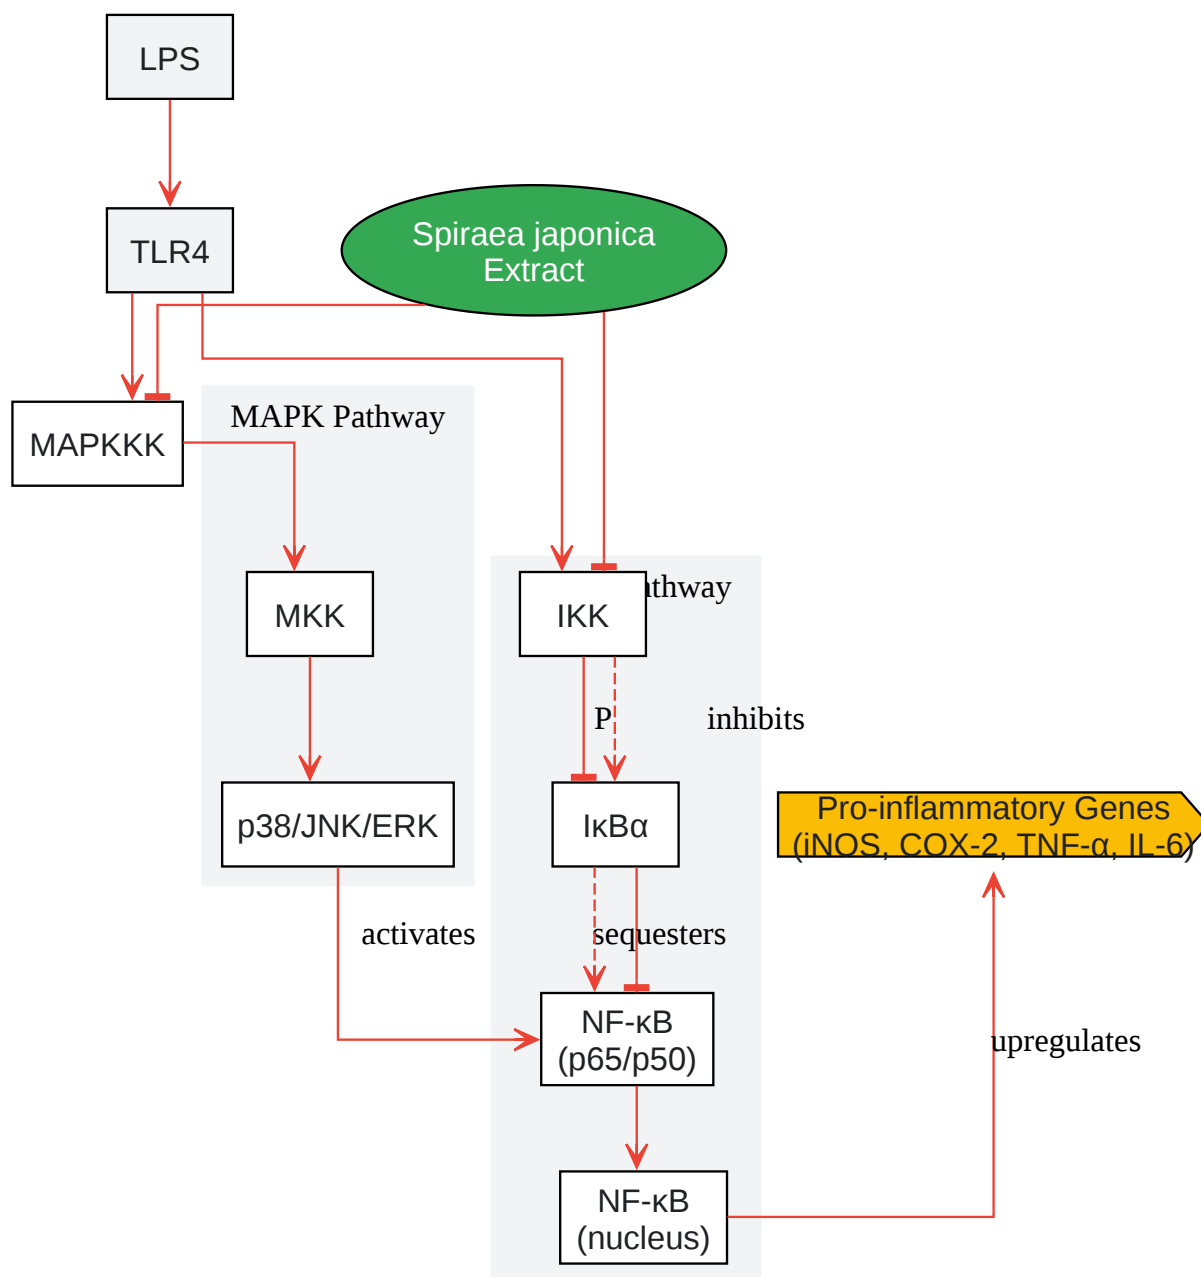 LPS
TLR4
Spiraea japonica
Extract
MAPKKK
MAPK Pathway
MKK
IKK
P
inhibits
p38/JNK/ERK
IκBα
Pro-inflammatory Genes
(iNOS, COX-2, TNF-α, IL-6)
activates
sequesters
NF-κB
(p65/p50)
upregulates
NF-κB
(nucleus)